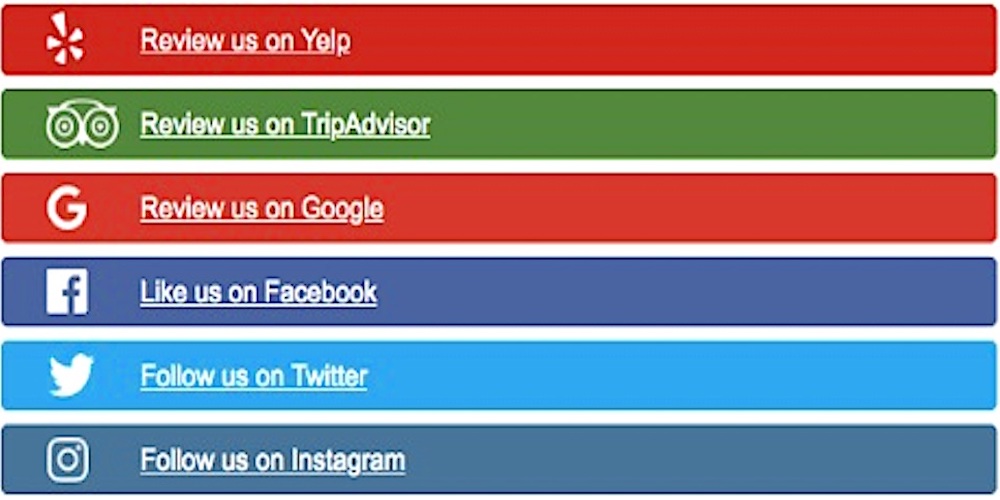 Review us on Yelp
Review us on TripAdvisor
Review us on Google
Like us on Facebook
Follow us on Twitter
Follow us on Instagram